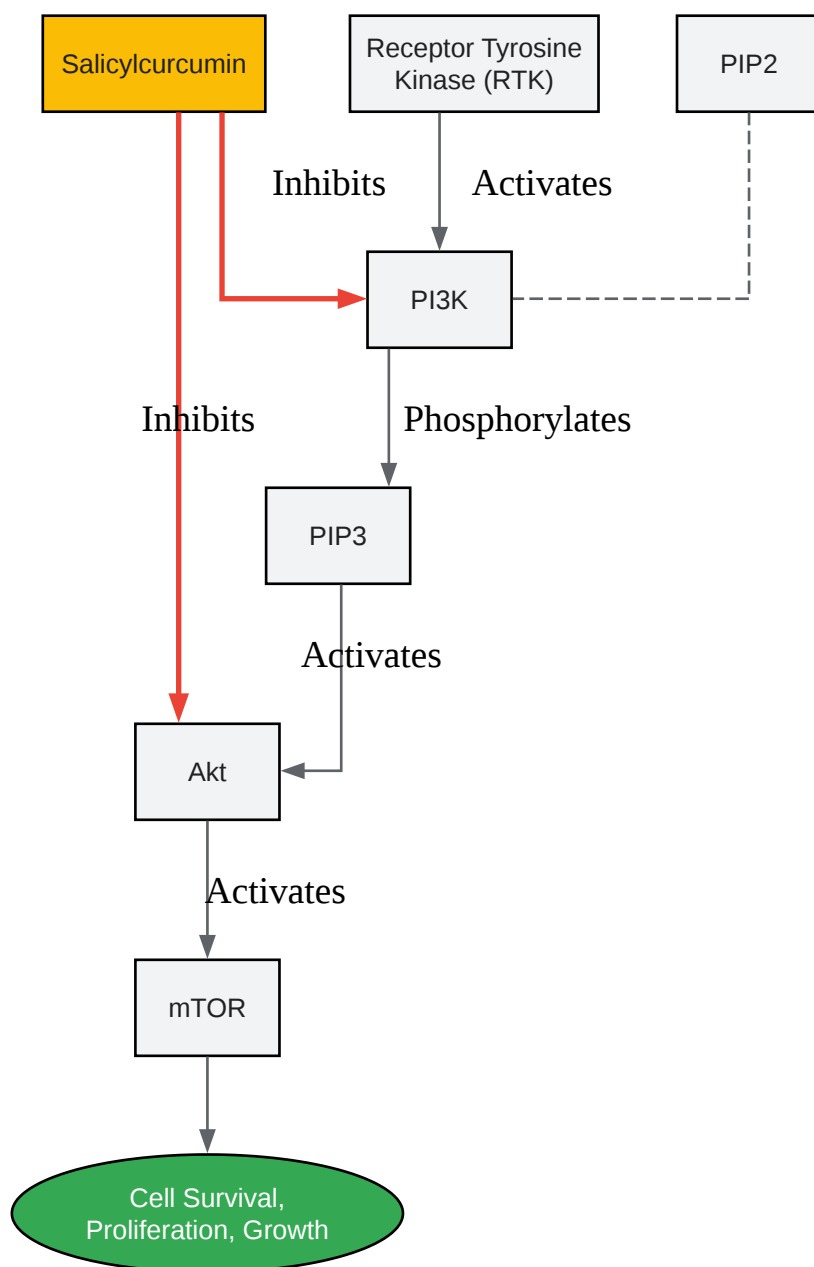 Salicylcurcumin
Receptor Tyrosine
Kinase (RTK)
PIP2
Inhibits
Activates
PI3K
Inhibits
Phosphorylates
PIP3
Activates
Akt
Activates
mTOR
Cell Survival,
Proliferation, Growth